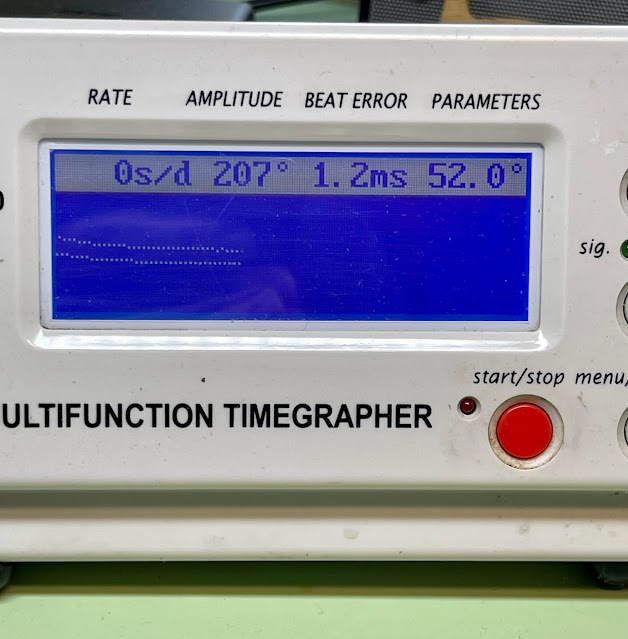 RATE AMPLITUDE BEAT ERROR PARAMETERS
0s/d 207° 1.2ms 52.0°
sig.
start/stop menu/
ULTIFUNCTION TIMEGRAPHER